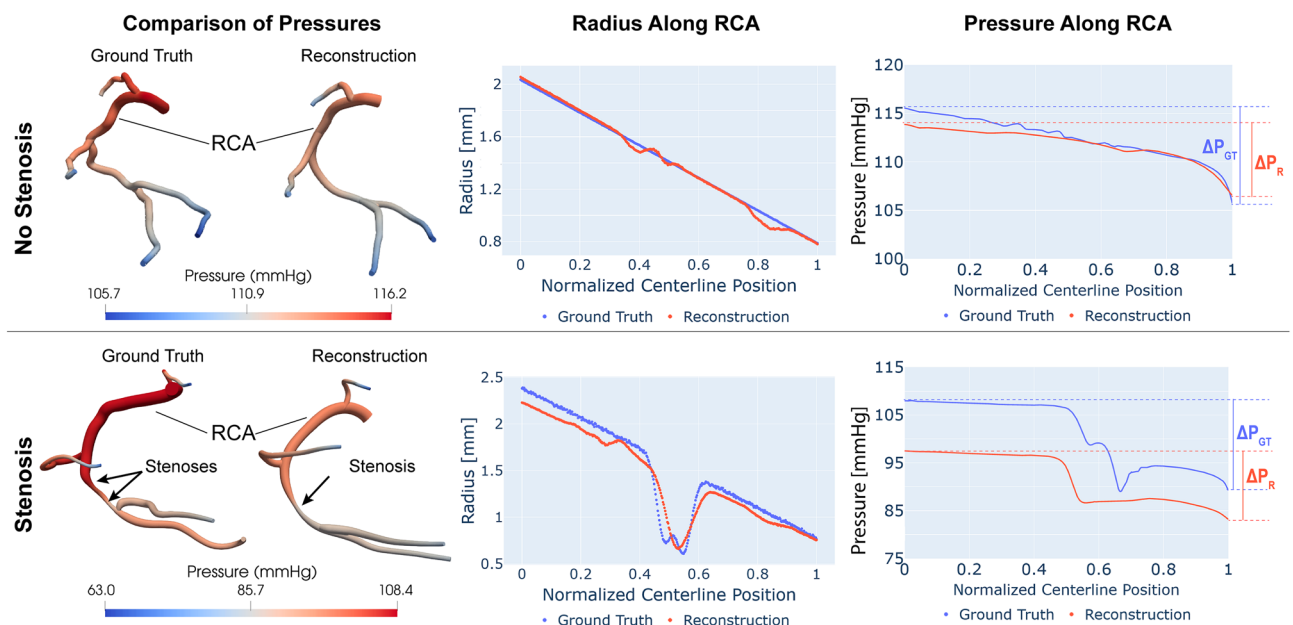 Comparison of Pressures
Radius Along RCA
Pressure Along RCA
No Stenosis
Ground Truth
Reconstruction
RCA
Pressure (mmHg)
105.7 110.9 116.2
Radius [mm]
2
1.6
1.2
0.8
0 0.2 0.4 0.6 0.8 1
Normalized Centerline Position
Ground Truth Reconstruction
Pressure [mmHg]
120
115
110
105
100
ΔP_GT
ΔP_R
0 0.2 0.4 0.6 0.8 1
Normalized Centerline Position
Ground Truth Reconstruction
Stenosis
Ground Truth
Reconstruction
RCA
Stenoses
Stenosis
Pressure (mmHg)
63.0 85.7 108.4
Radius [mm]
2.5
2
1.5
1
0.5
0 0.2 0.4 0.6 0.8 1
Normalized Centerline Position
Ground Truth Reconstruction
Pressure [mmHg]
115
105
95
85
75
ΔP_GT
ΔP_R
0 0.2 0.4 0.6 0.8 1
Normalized Centerline Position
Ground Truth Reconstruction